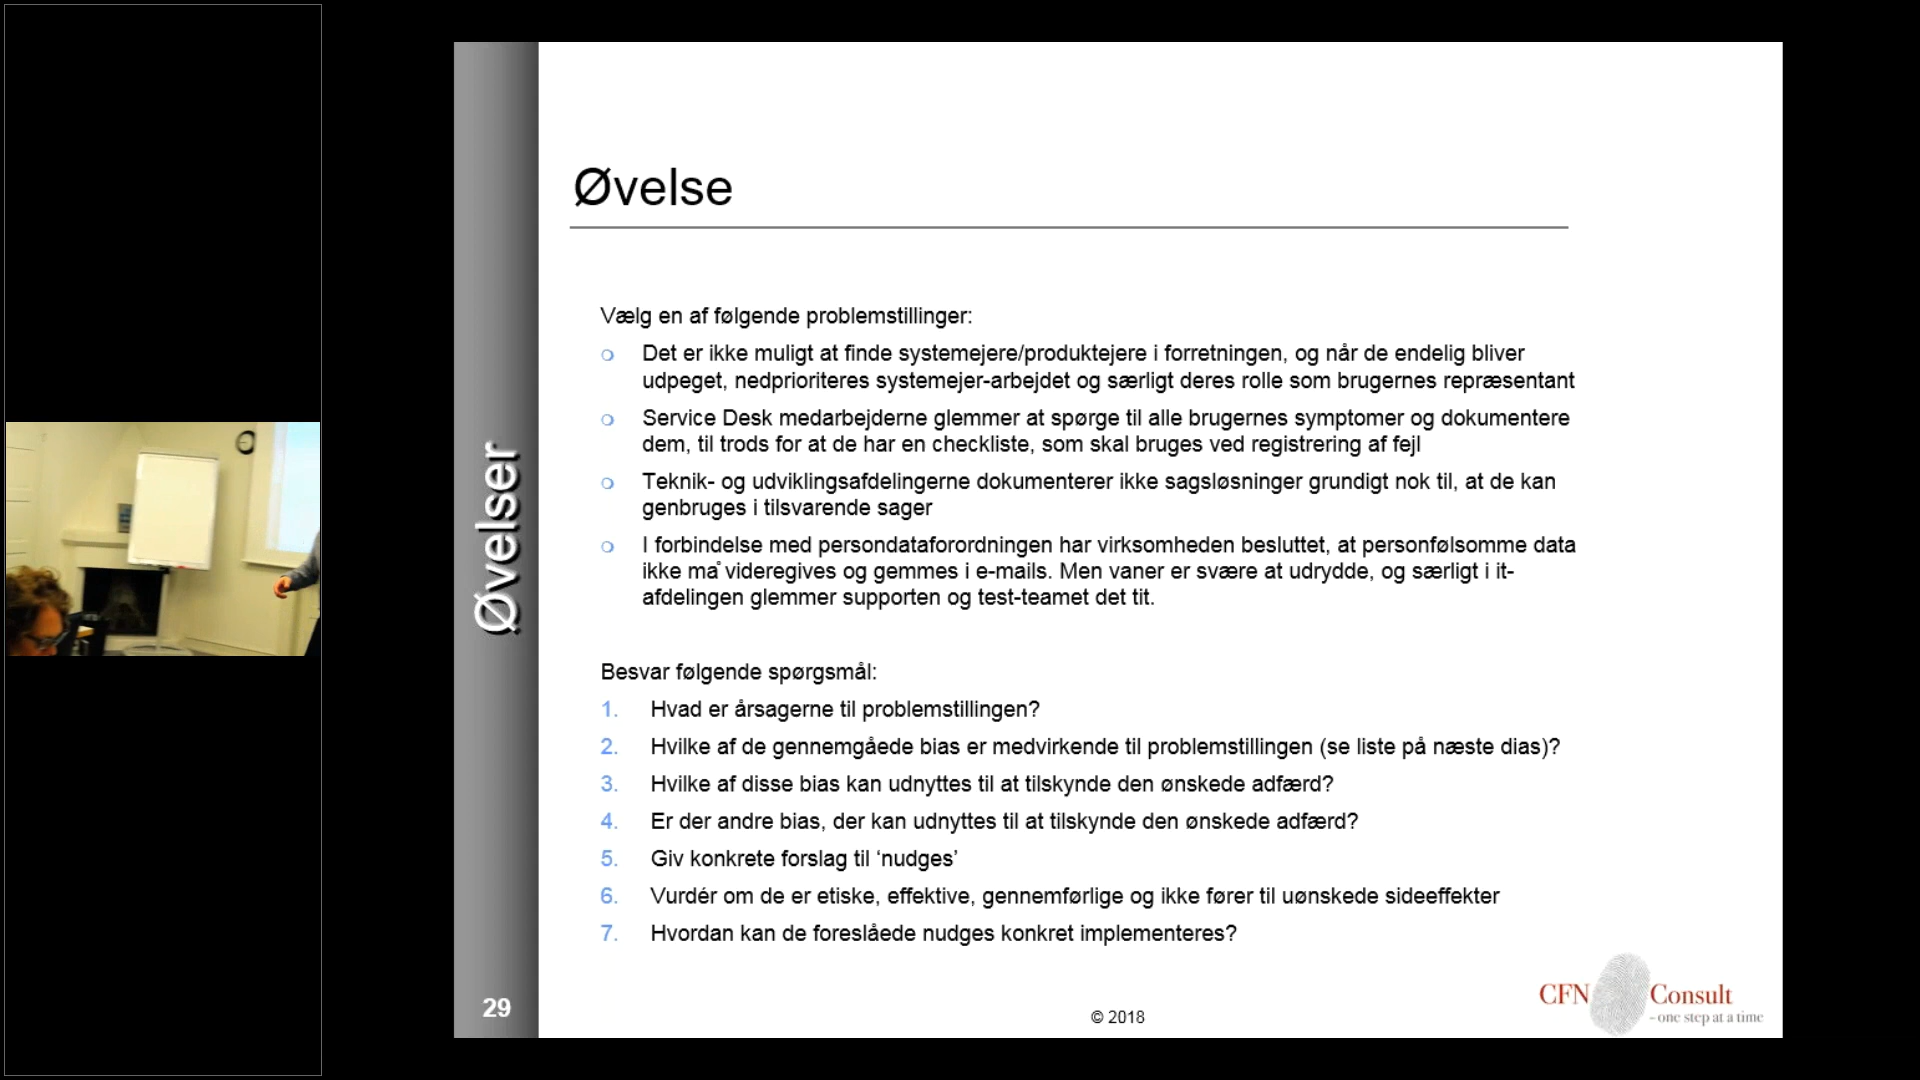 Øvelse
Vælg en af følgende problemstillinger:
Det er ikke muligt at finde systemejere/produktejere i forretningen, og når de endelig bliver
udpeget, nedprioriteres systemejer-arbejdet og særligt deres rolle som brugernes repræsentant
Service Desk medarbejderne glemmer at spørge til alle brugernes symptomer og dokumentere
dem, til trods for at de har en checkliste, som skal bruges ved registrering af fejl
Teknik- og udviklingsafdelingerne dokumenterer ikke sagsløsninger grundigt nok til, at de kan
genbruges i tilsvarende sager
I forbindelse med persondataforordningen har virksomheden besluttet, at personfølsomme data
ikke må videregives og gemmes i e-mails. Men vaner er svære at udrydde, og særligt i it-
afdelingen glemmer supporten og test-teamet det tit.
Besvar følgende spørgsmål:
1. Hvad er årsagerne til problemstillingen?
2. Hvilke af de gennemgåede bias er medvirkende til problemstillingen (se liste på næste dias)?
3. Hvilke af disse bias kan udnyttes til at tilskynde den ønskede adfærd?
4. Er der andre bias, der kan udnyttes til at tilskynde den ønskede adfærd?
5. Giv konkrete forslag til ‘nudges’
6. Vurdér om de er etiske, effektive, gennemførlige og ikke fører til uønskede sideeffekter
7. Hvordan kan de foreslåede nudges konkret implementeres?
Øvelser
29
© 2018
CFN Consult
- one step at a time